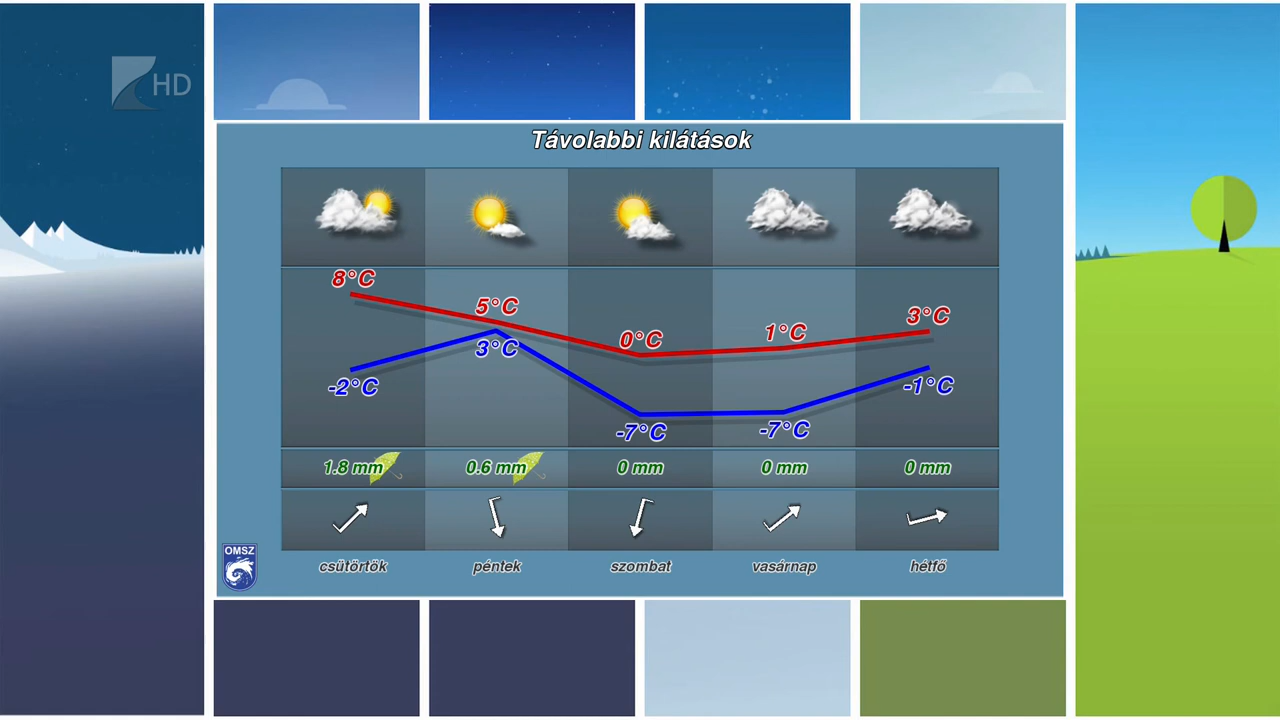 HD
Távolabbi kilátások
8°C
5°C
0°C
1°C
3°C
-2°C
3°C
-7°C
-7°C
-1°C
1.8 mm
0.6 mm
0 mm
0 mm
0 mm
OMSZ
csütörtök
péntek
szombat
vasárnap
hétfő